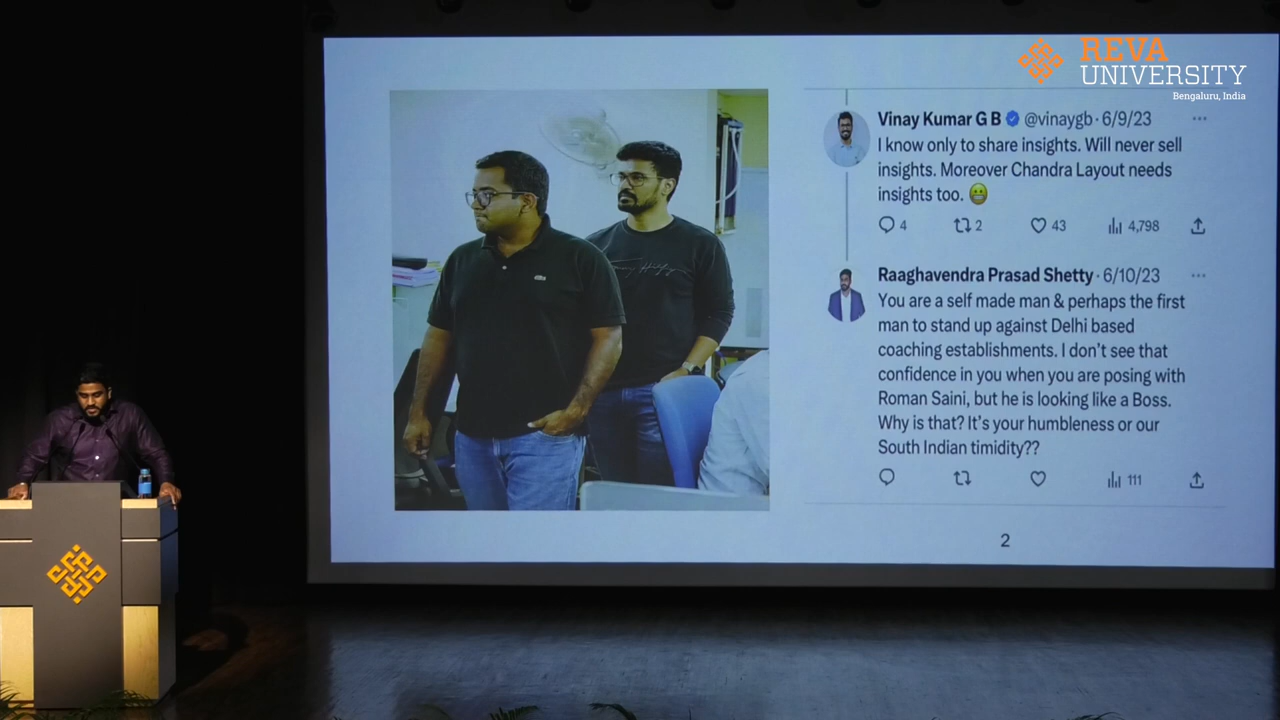 REVA
UNIVERSITY
Bengaluru, India
Vinay Kumar G B @vinaygb · 6/9/23
I know only to share insights. Will never sell
insights. Moreover Chandra Layout needs
insights too. 😬
4 2 43 4,798
Raaghavendra Prasad Shetty · 6/10/23
You are a self made man & perhaps the first
man to stand up against Delhi based
coaching establishments. I don't see that
confidence in you when you are posing with
Roman Saini, but he is looking like a Boss.
Why is that? It's your humbleness or our
South Indian timidity??
111
2